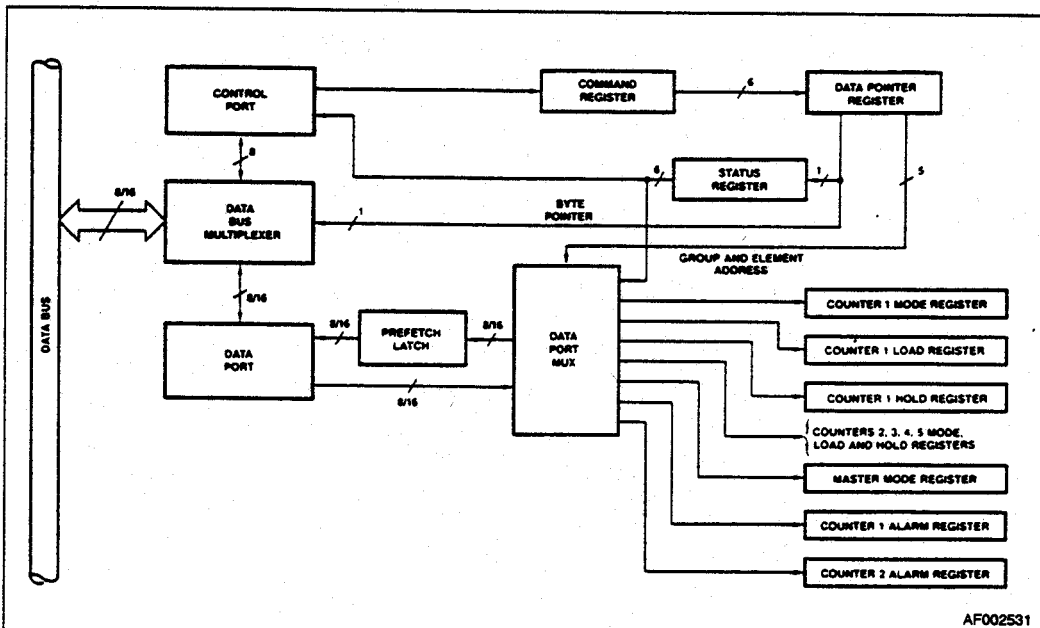 CONTROL
PORT
COMMAND
REGISTER
6
DATA POINTER
REGISTER
8
6
STATUS
REGISTER
1
5
8/16
DATA
BUS
MULTIPLEXER
1
BYTE
POINTER
GROUP AND ELEMENT
ADDRESS
8/16
DATA BUS
DATA
PORT
8/16
PREFETCH
LATCH
8/16
8/16
DATA
PORT
MUX
COUNTER 1 MODE REGISTER
COUNTER 1 LOAD REGISTER
COUNTER 1 HOLD REGISTER
COUNTERS 2, 3, 4, 5 MODE,
LOAD AND HOLD REGISTERS
MASTER MODE REGISTER
COUNTER 1 ALARM REGISTER
COUNTER 2 ALARM REGISTER
AF002531